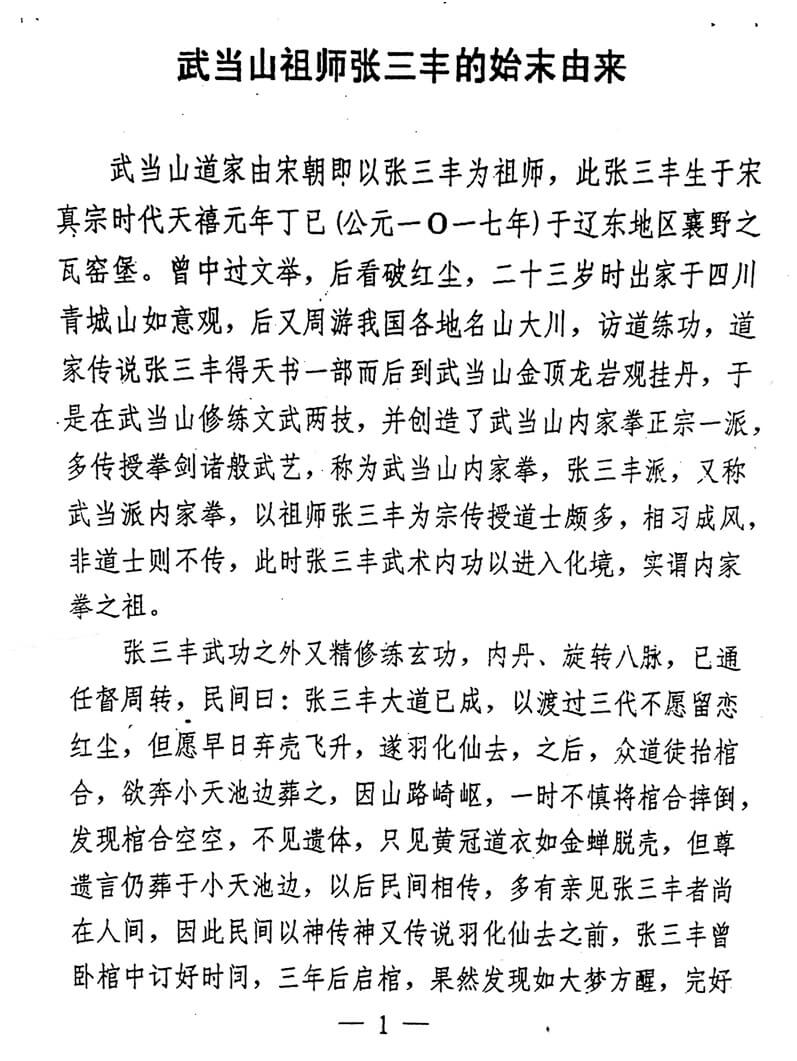 武当山祖师张三丰的始末由来
武当山道家由宋朝即以张三丰为祖师，此张三丰生于宋
真宗时代天禧元年丁已(公元一〇一七年)于辽东地区襄野之
瓦窑堡。曾中过文举，后看破红尘，二十三岁时出家于四川
青城山如意观，后又周游我国各地名山大川，访道练功，道
家传说张三丰得天书一部而后到武当山金顶龙岩观挂丹，于
是在武当山修练文武两技，并创造了武当山内家拳正宗一派，
多传授拳剑诸般武艺，称为武当山内家拳，张三丰派，又称
武当派内家拳，以祖师张三丰为宗传授道士颇多，相习成风，
非道士则不传，此时张三丰武术内功以进入化境，实谓内家
拳之祖。
张三丰武功之外又精修练玄功，内丹、旋转八脉，已通
任督周转，民间曰：张三丰大道已成，以渡过三代不愿留恋
红尘，但愿早日弃壳飞升，遂羽化仙去，之后，众道徒抬棺
合，欲奔小天池边葬之，因山路崎岖，一时不慎将棺合摔倒，
发现棺合空空，不见遗体，只见黄冠道衣如金蝉脱壳，但尊
遗言仍葬于小天池边，以后民间相传，多有亲见张三丰者尚
在人间，因此民间以神传神又传说羽化仙去之前，张三丰曾
卧棺中订好时间，三年后启棺，果然发现如大梦方醒，完好
— 1 —